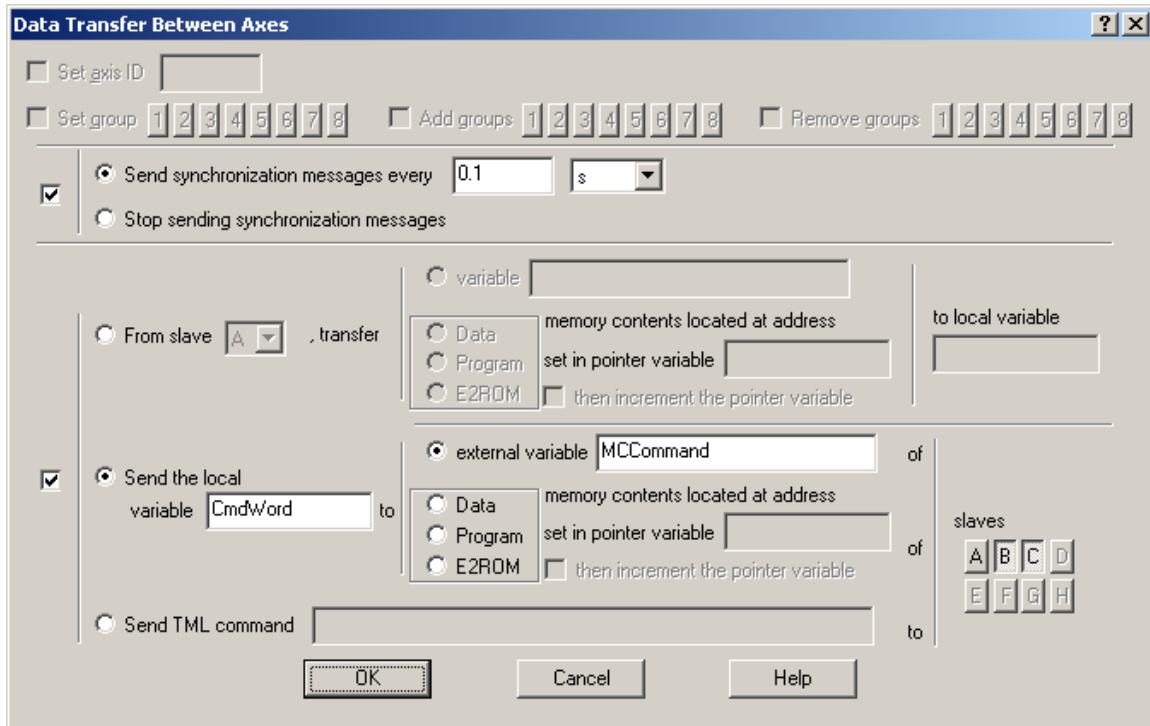 Data Transfer Between Axes
Set axis ID
Set group 1 2 3 4 5 6 7 8 Add groups 1 2 3 4 5 6 7 8 Remove groups 1 2 3 4 5 6 7 8
Send synchronization messages every 0.1 s
Stop sending synchronization messages
variable
From slave A , transfer
Data
Program
E2ROM
memory contents located at address
set in pointer variable
then increment the pointer variable
to local variable
Send the local
variable CmdWord to
external variable MCCommand of
Data
Program
E2ROM
memory contents located at address
set in pointer variable
of
then increment the pointer variable
slaves
A B C D
E F G H
Send TML command
to
OK Cancel Help